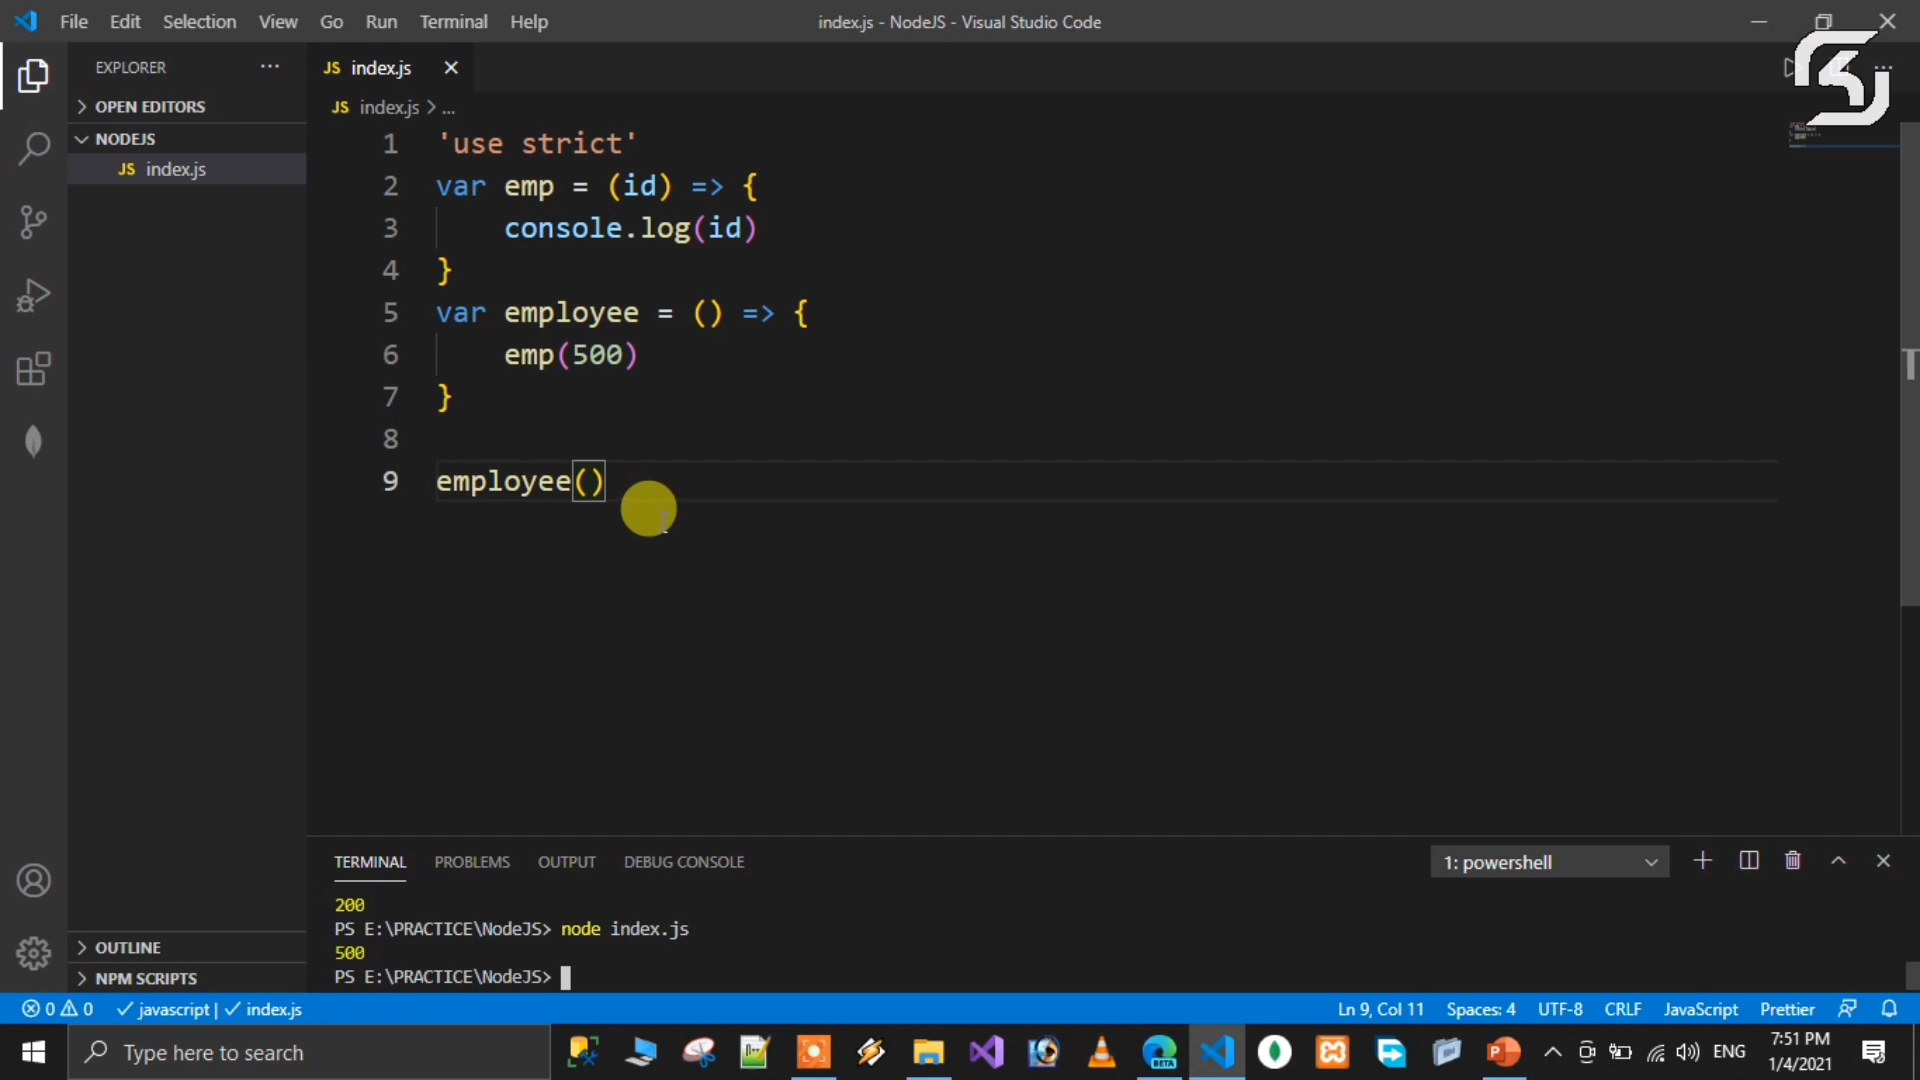 File Edit Selection View Go Run Terminal Help
index.js - NodeJS - Visual Studio Code
EXPLORER
OPEN EDITORS
NODEJS
JS index.js
JS index.js
JS index.js > ...
1 'use strict'
2 var emp = (id) => {
3 console.log(id)
4 }
5 var employee = () => {
6 emp(500)
7 }
8
9 employee()
TERMINAL PROBLEMS OUTPUT DEBUG CONSOLE
1: powershell
200
PS E:\PRACTICE\NodeJS> node index.js
500
PS E:\PRACTICE\NodeJS>
OUTLINE
NPM SCRIPTS
0 0 javascript | index.js
Ln 9, Col 11 Spaces: 4 UTF-8 CRLF JavaScript Prettier
Type here to search
BETA
ENG
7:51 PM
1/4/2021